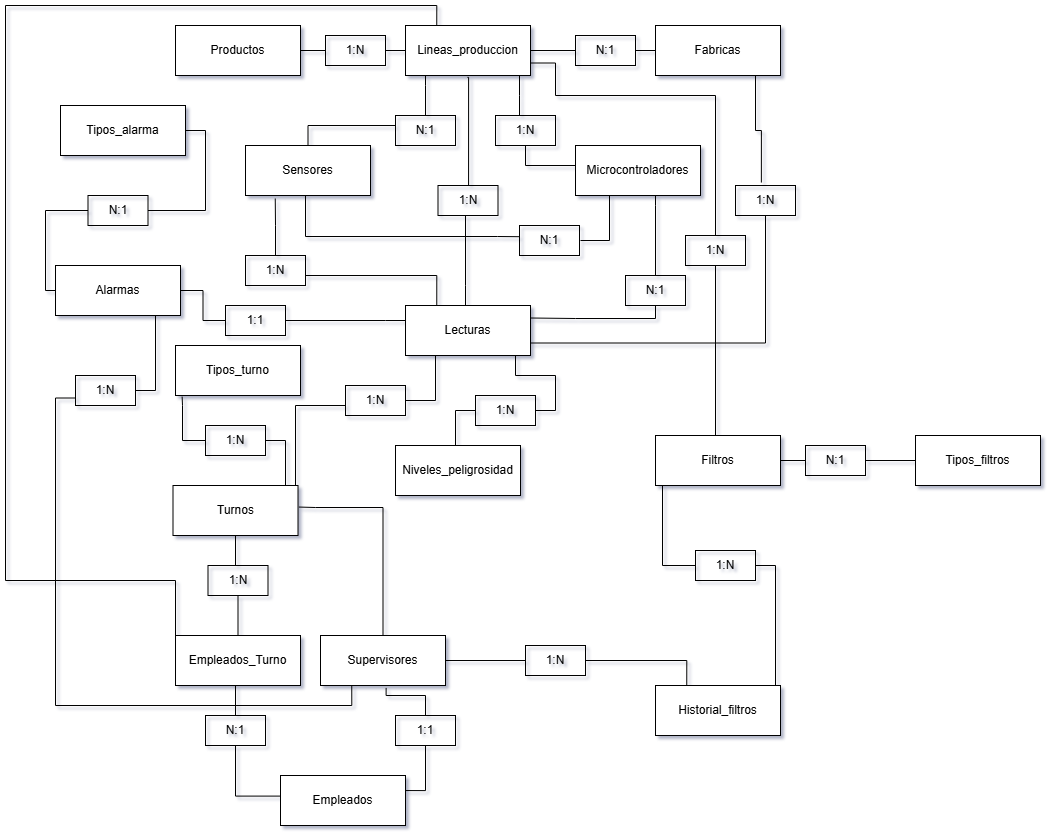 Productos
1:N
Lineas_produccion
N:1
Fabricas
Tipos_alarma
N:1
1:N
Sensores
Microcontroladores
N:1
1:N
1:N
N:1
1:N
1:N
Alarmas
N:1
1:1
Lecturas
Tipos_turno
1:N
1:N
1:N
1:N
Niveles_peligrosidad
Filtros
N:1
Tipos_filtros
Turnos
1:N
1:N
Empleados_Turno
Supervisores
1:N
Historial_filtros
N:1
1:1
Empleados